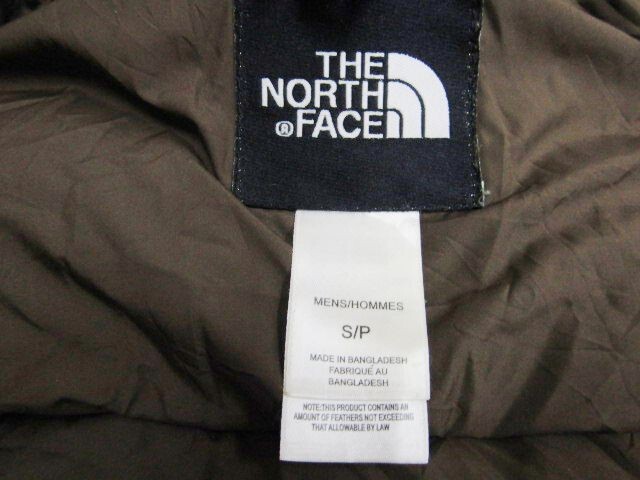 THE
NORTH
® FACE
MENS/HOMMES
S/P
MADE IN BANGLADESH
FABRIQUE AU
BANGLADESH
NOTE:THIS PRODUCT CONTAINS AN
AMOUNT OF FEATHERS NOT EXCEEDING
THAT ALLOWABLE BY LAW